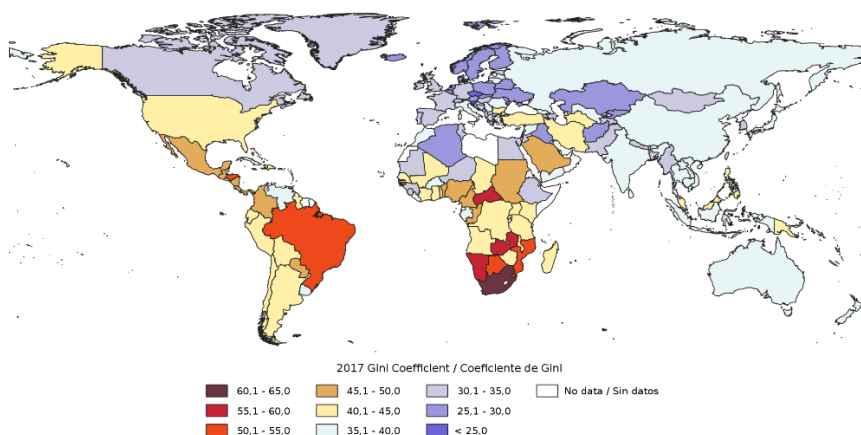 2017 GInI Coefficient / Coeficiente de GInI
60,1 - 65,0 45,1 - 50,0 30,1 - 35,0 No data / Sin datos
55,1 - 60,0 40,1 - 45,0 25,1 - 30,0
50,1 - 55,0 35,1 - 40,0 < 25,0